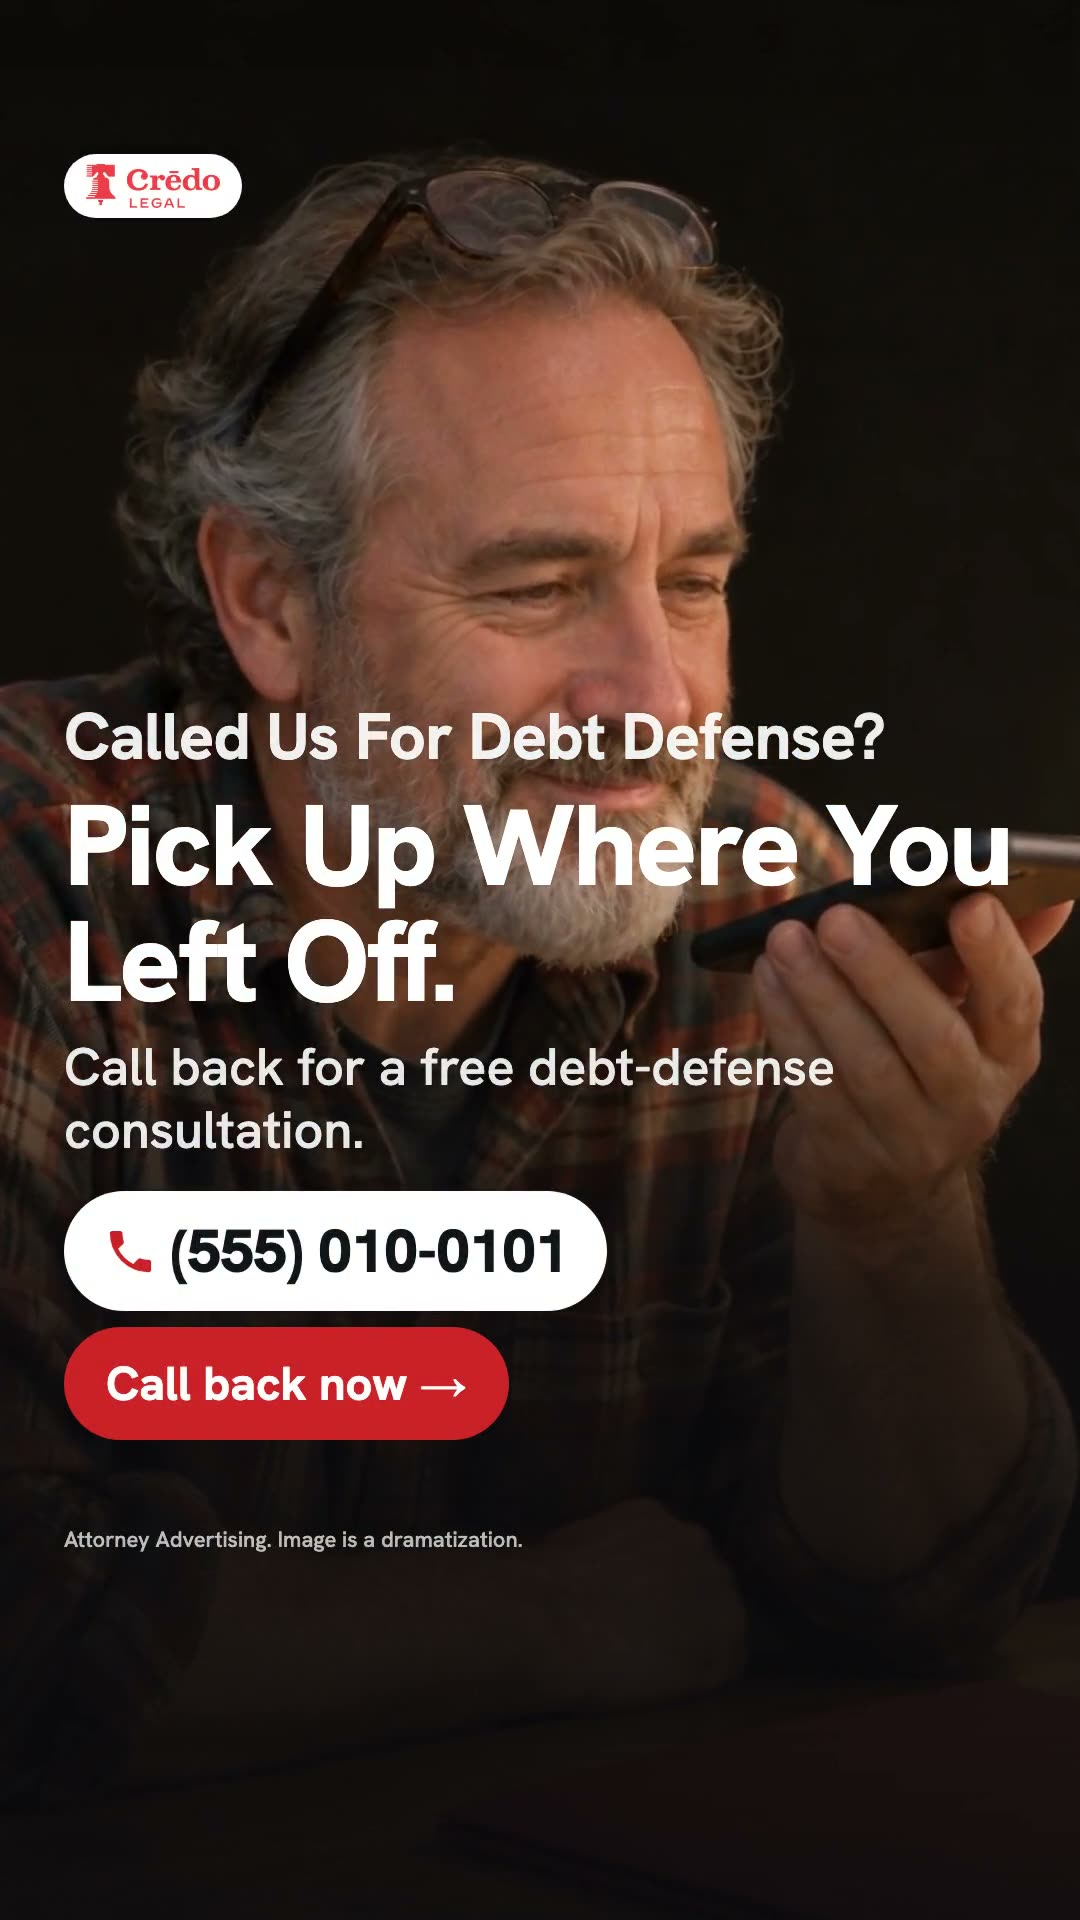 Crēdo
LEGAL
Called Us For Debt Defense?
Pick Up Where You
Left Off.
Call back for a free debt-defense
consultation.
(555) 010-0101
Call back now →
Attorney Advertising. Image is a dramatization.